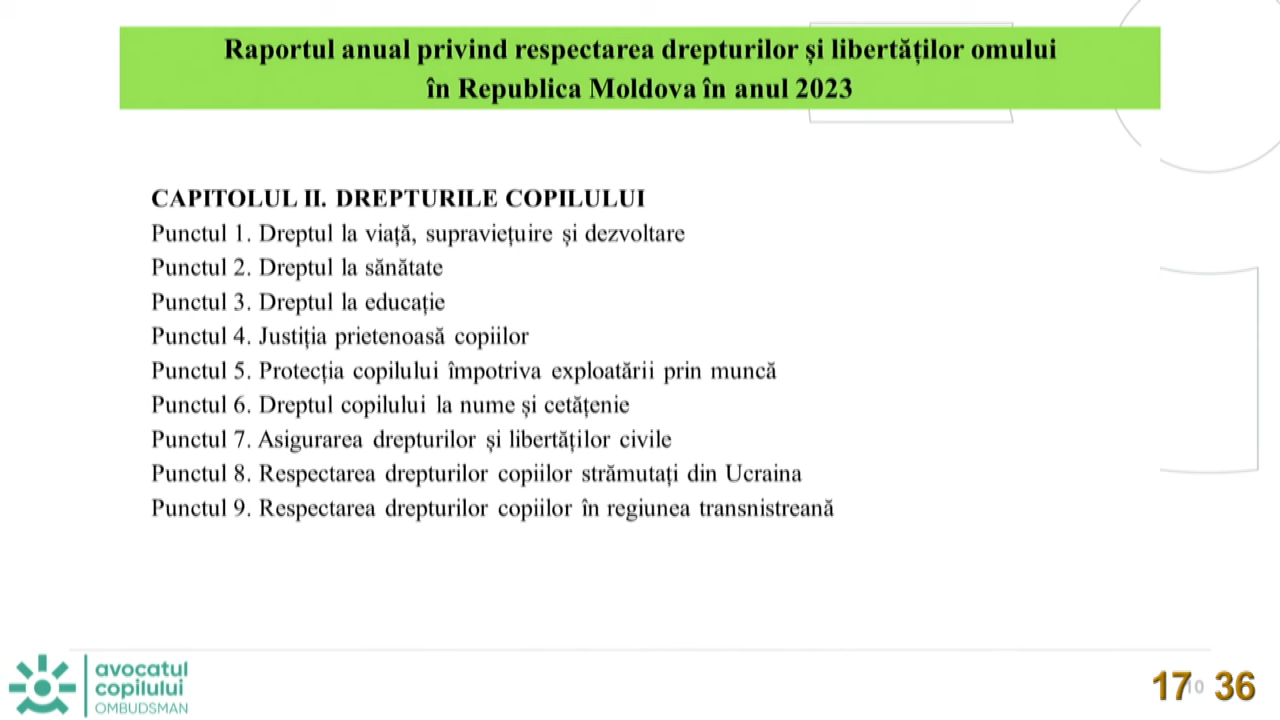 Raportul anual privind respectarea drepturilor și libertăților omului
în Republica Moldova în anul 2023
CAPITOLUL II. DREPTURILE COPILULUI
Punctul 1. Dreptul la viață, supraviețuire și dezvoltare
Punctul 2. Dreptul la sănătate
Punctul 3. Dreptul la educație
Punctul 4. Justiția prietenoasă copiilor
Punctul 5. Protecția copilului împotriva exploatării prin muncă
Punctul 6. Dreptul copilului la nume și cetățenie
Punctul 7. Asigurarea drepturilor și libertăților civile
Punctul 8. Respectarea drepturilor copiilor strămutați din Ucraina
Punctul 9. Respectarea drepturilor copiilor în regiunea transnistreană
avocatul
copilului
OMBUDSMAN
17 10 36